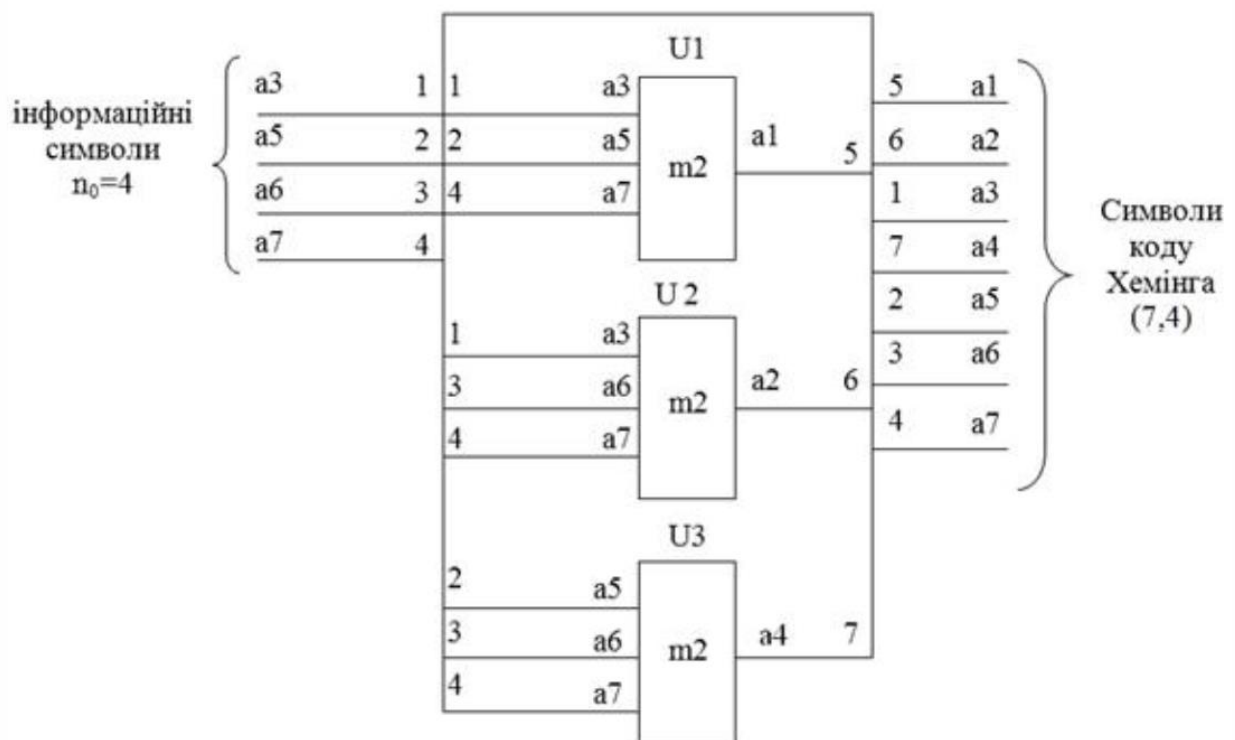 інформаційні
символи
n₀=4
a3 1
a5 2
a6 3
a7 4
U1
1 a3
2 a5
4 a7
m2
a1 5
U 2
1 a3
3 a6
4 a7
m2
a2 6
U3
2 a5
3 a6
4 a7
m2
a4 7
5 a1
6 a2
1 a3
7 a4
2 a5
3 a6
4 a7
Символи
коду
Хемінга
(7,4)